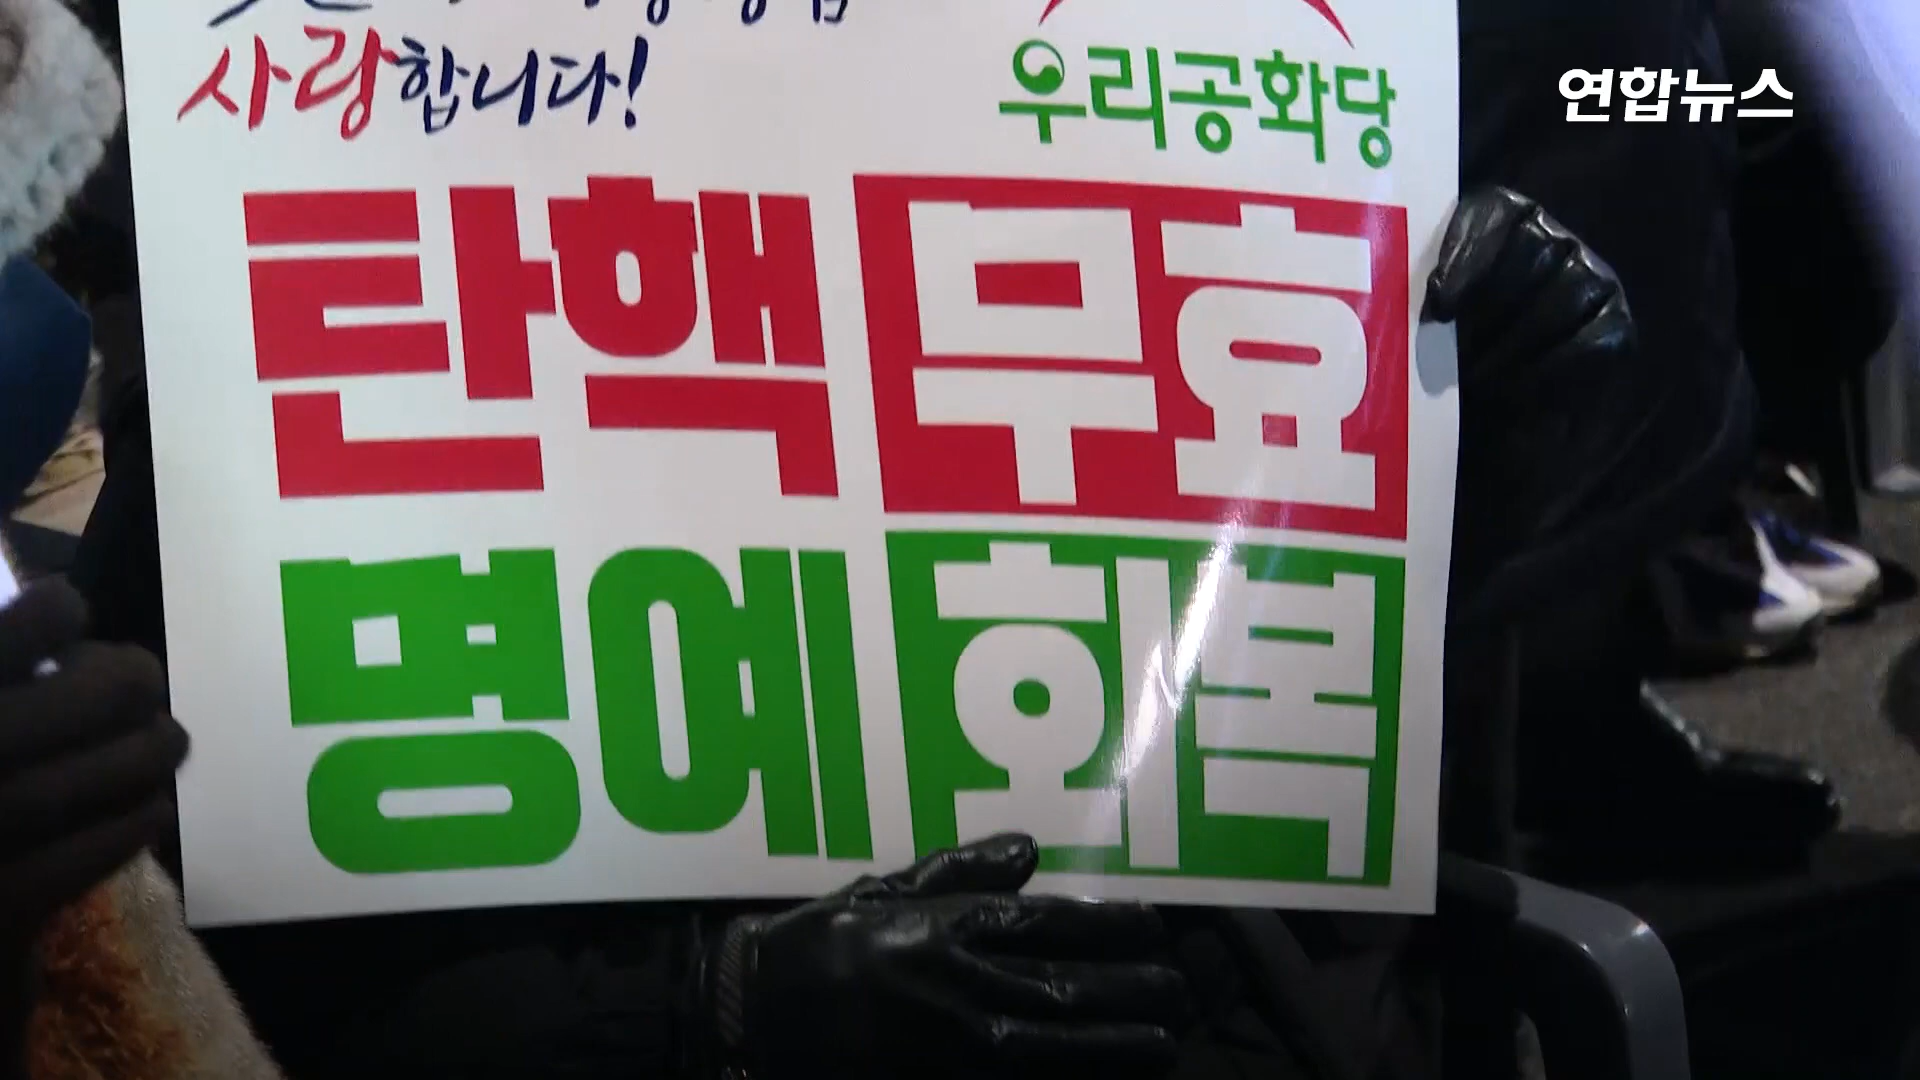 사랑합니다!
우리공화당
연합뉴스
탄핵 무효
명예 회복